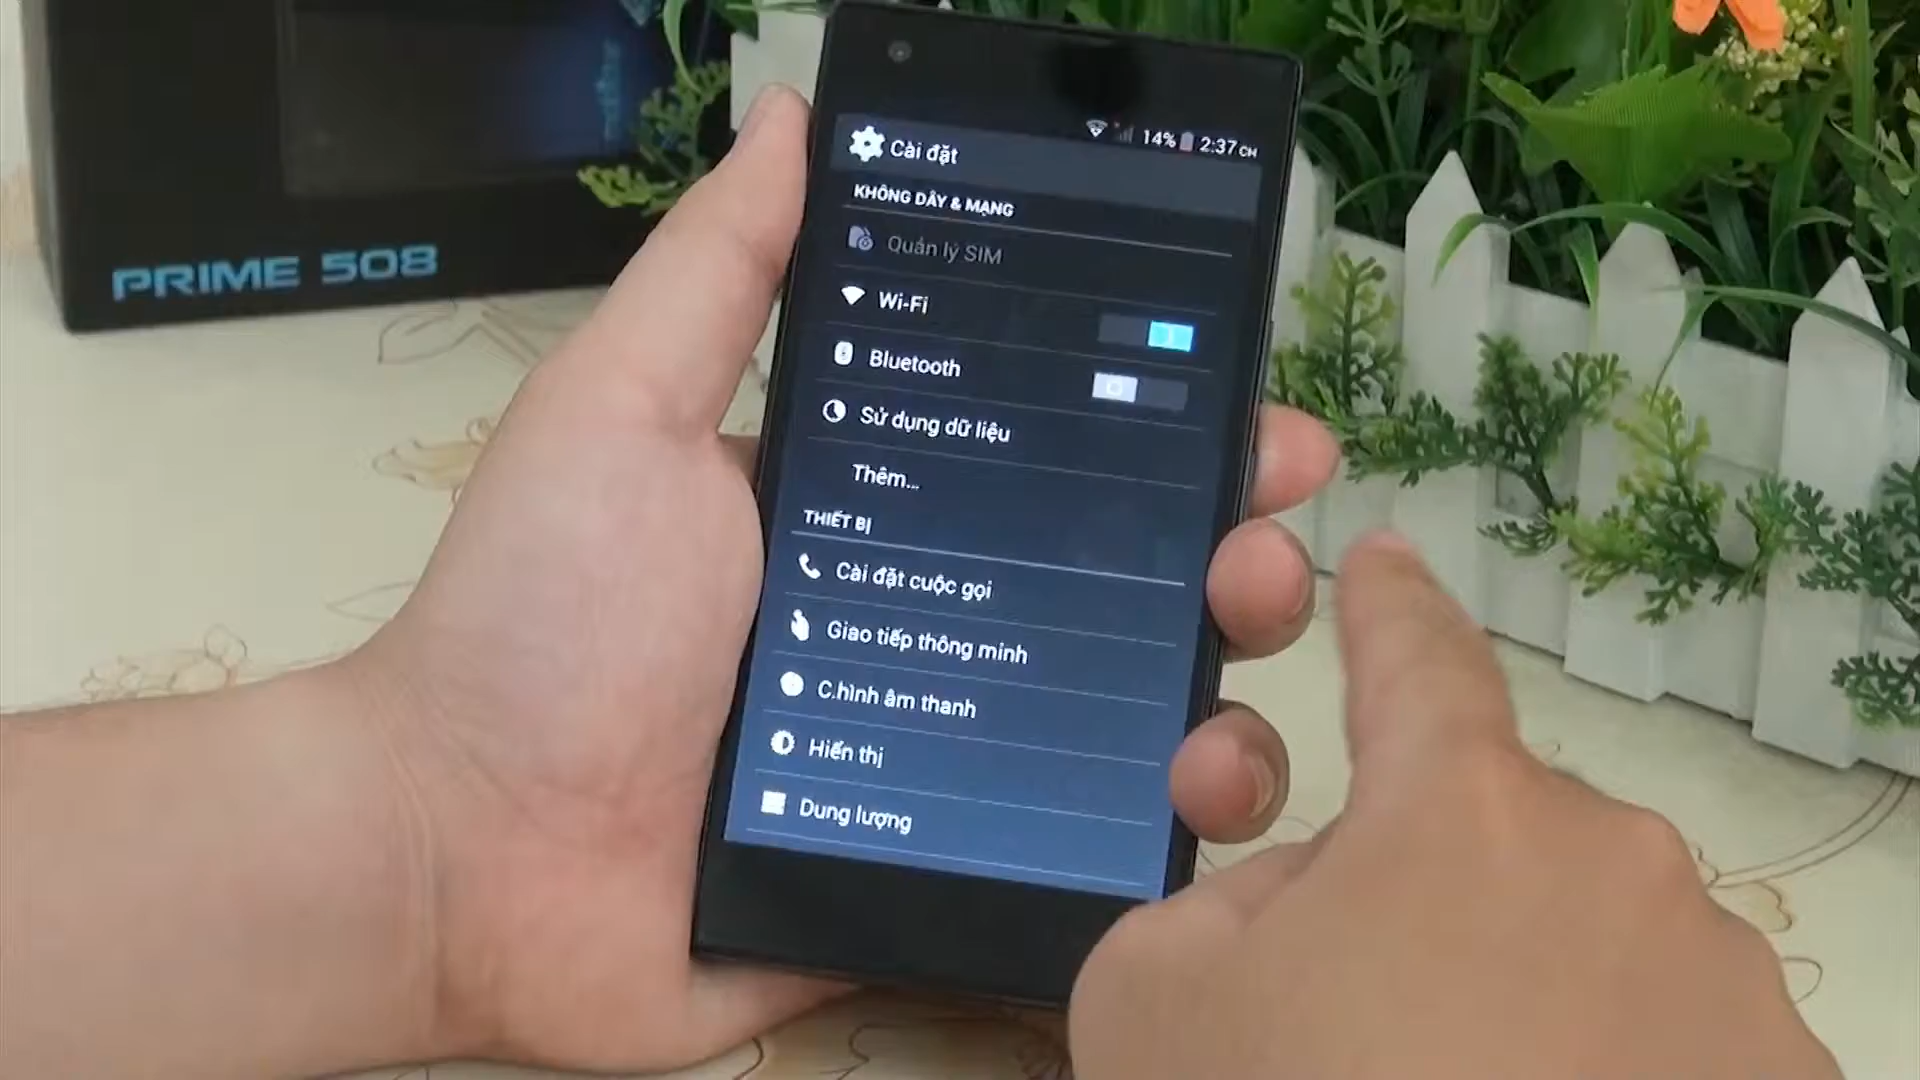 PRIME 508
14% 2:37 CH
Cài đặt
KHÔNG DÂY & MẠNG
Quản lý SIM
Wi-Fi
Bluetooth
Sử dụng dữ liệu
Thêm...
THIẾT BỊ
Cài đặt cuộc gọi
Giao tiếp thông minh
C.hình âm thanh
Hiển thị
Dung lượng